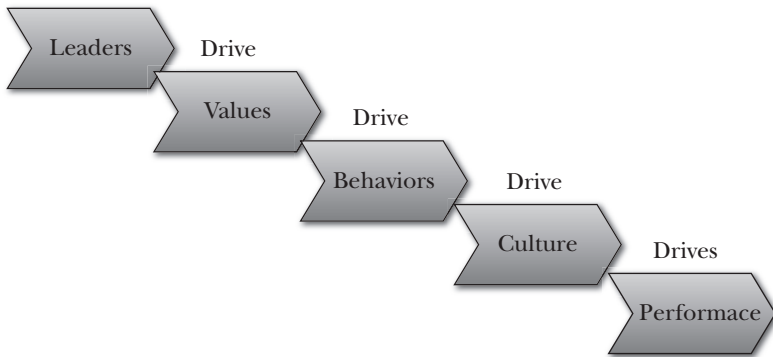 Leaders
Drive
Values
Drive
Behaviors
Drive
Culture
Drives
Performace